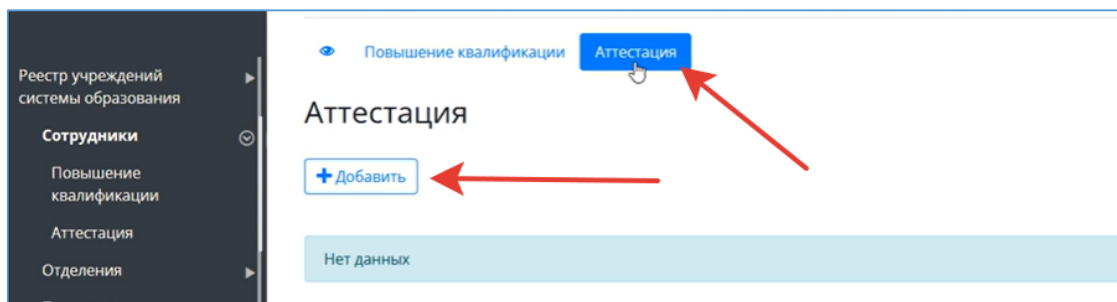 Повышение квалификации Аттестация
Реестр учреждений
системы образования
Сотрудники
Повышение
квалификации
Аттестация
Отделения
Аттестация
Добавить
Нет данных